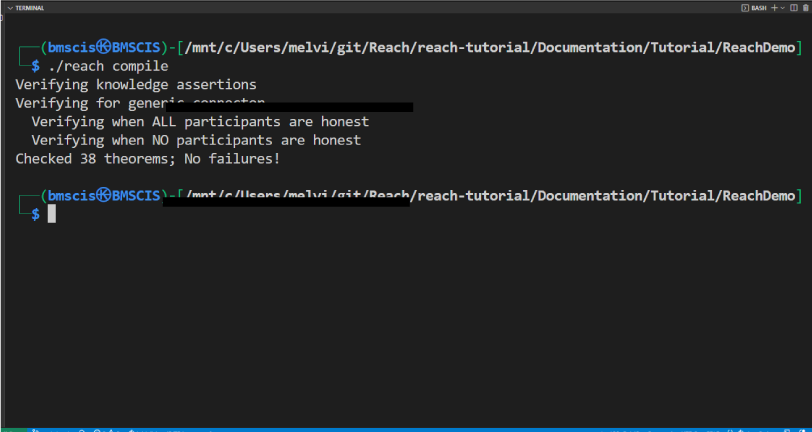 TERMINAL
BASH
(bmscis㉿BMSCIS)-[/mnt/c/Users/melvi/git/Reach/reach-tutorial/Documentation/Tutorial/ReachDemo]
$ ./reach compile
Verifying knowledge assertions
Verifying for generic connector
Verifying when ALL participants are honest
Verifying when NO participants are honest
Checked 38 theorems; No failures!
(bmscis㉿BMSCIS)-[/mnt/c/Users/melvi/git/Reach/reach-tutorial/Documentation/Tutorial/ReachDemo]
$